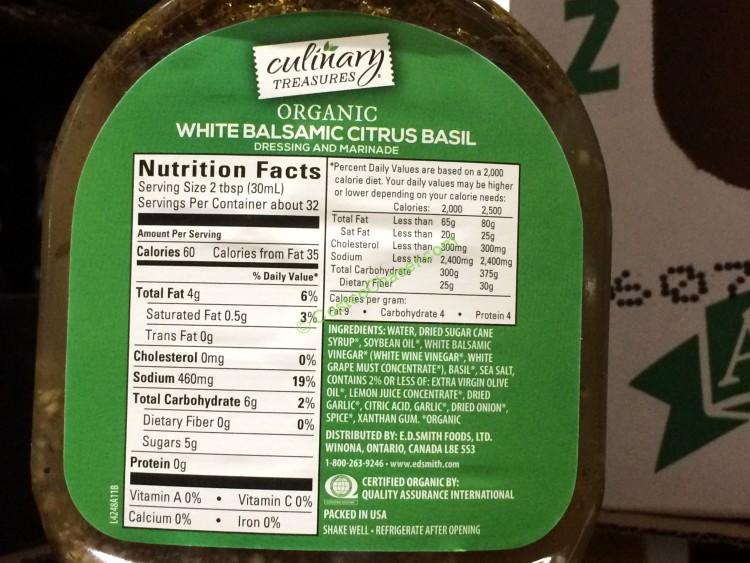 culinary
TREASURES®
ORGANIC
WHITE BALSAMIC CITRUS BASIL
DRESSING AND MARINADE
Nutrition Facts
Serving Size 2 tbsp (30mL)
Servings Per Container about 32
Amount Per Serving
Calories 60 Calories from Fat 35
% Daily Value*
Total Fat 4g 6%
Saturated Fat 0.5g 3%
Trans Fat 0g
Cholesterol 0mg 0%
Sodium 460mg 19%
Total Carbohydrate 6g 2%
Dietary Fiber 0g 0%
Sugars 5g
Protein 0g
Vitamin A 0% • Vitamin C 0%
Calcium 0% • Iron 0%
*Percent Daily Values are based on a 2,000
calorie diet. Your daily values may be higher
or lower depending on your calorie needs:
Calories: 2,000 2,500
Total Fat Less than 65g 80g
Sat Fat Less than 20g 25g
Cholesterol Less than 300mg 300mg
Sodium Less than 2,400mg 2,400mg
Total Carbohydrate 300g 375g
Dietary Fiber 25g 30g
Calories per gram:
Fat 9 • Carbohydrate 4 • Protein 4
INGREDIENTS: WATER, DRIED SUGAR CANE
SYRUP*, SOYBEAN OIL*, WHITE BALSAMIC
VINEGAR* (WHITE WINE VINEGAR*, WHITE
GRAPE MUST CONCENTRATE*), BASIL*, SEA SALT,
CONTAINS 2% OR LESS OF: EXTRA VIRGIN OLIVE
OIL*, LEMON JUICE CONCENTRATE*, DRIED
GARLIC*, CITRIC ACID, GARLIC*, DRIED ONION*,
SPICE*, XANTHAN GUM. *ORGANIC
DISTRIBUTED BY: E.D.SMITH FOODS, LTD.
WINONA, ONTARIO, CANADA L8E 5S3
1-800-263-9246 • www.edsmith.com
CERTIFIED ORGANIC BY:
QUALITY ASSURANCE INTERNATIONAL
PACKED IN USA
SHAKE WELL • REFRIGERATE AFTER OPENING
L4248A11B
2
607